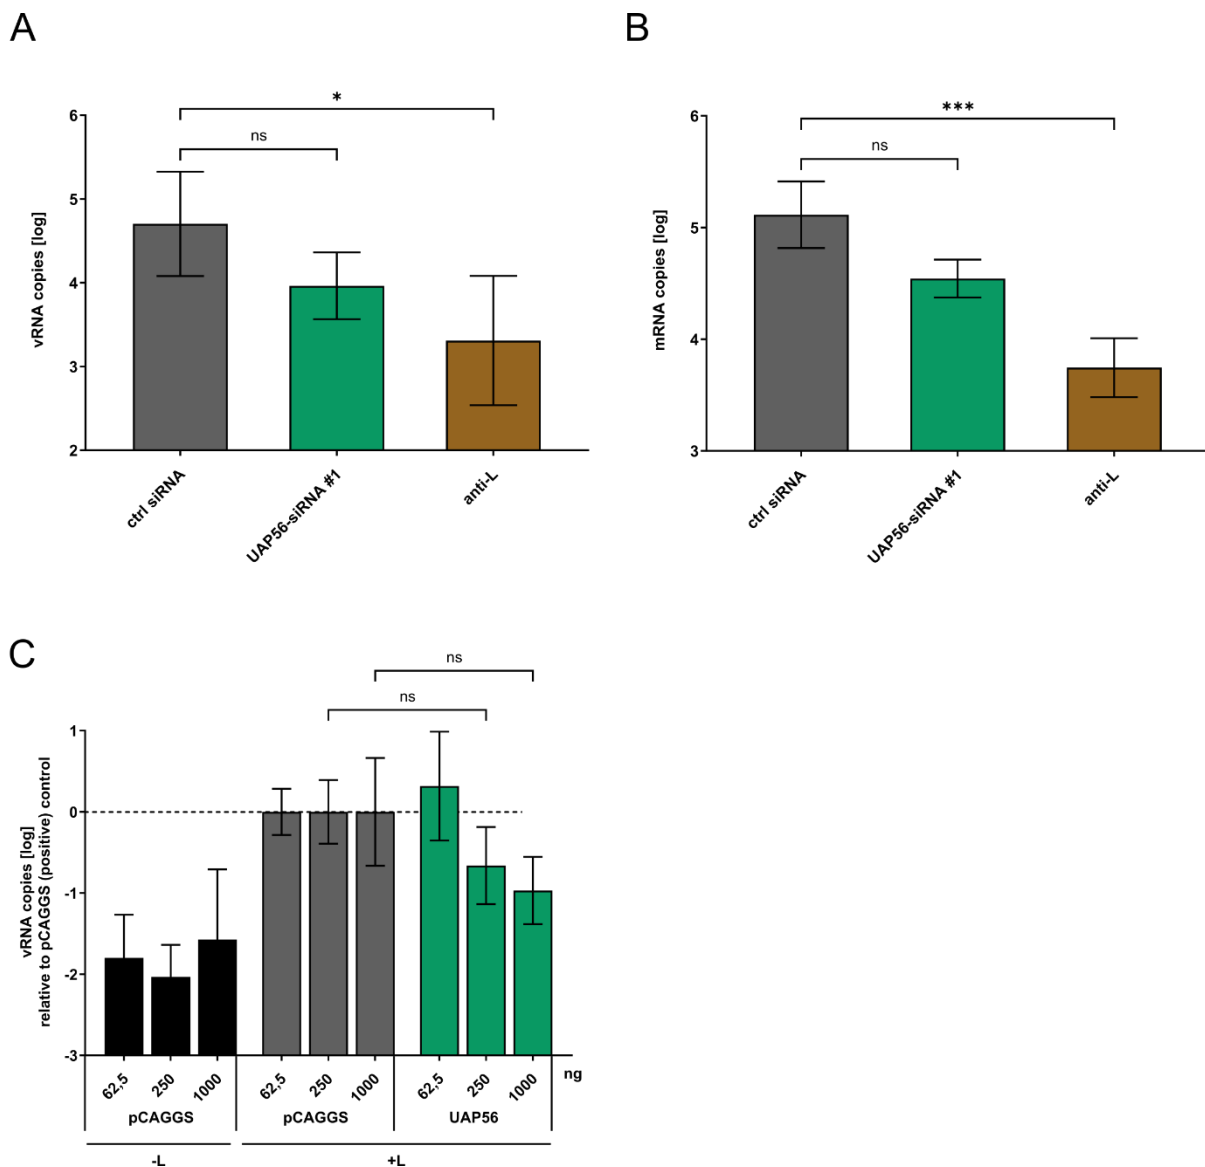 A
*
ns
6
5
4
3
2
vRNA copies [log]
ctrl siRNA
UAP56-siRNA #1
anti-L
B
***
ns
6
5
4
3
mRNA copies [log]
ctrl siRNA
UAP56-siRNA #1
anti-L
C
ns
ns
1
0
-1
-2
-3
vRNA copies [log]
relative to pCAGGS (positive) control
62,5 250 1000 62,5 250 1000 62,5 250 1000 ng
pCAGGS pCAGGS UAP56
-L +L